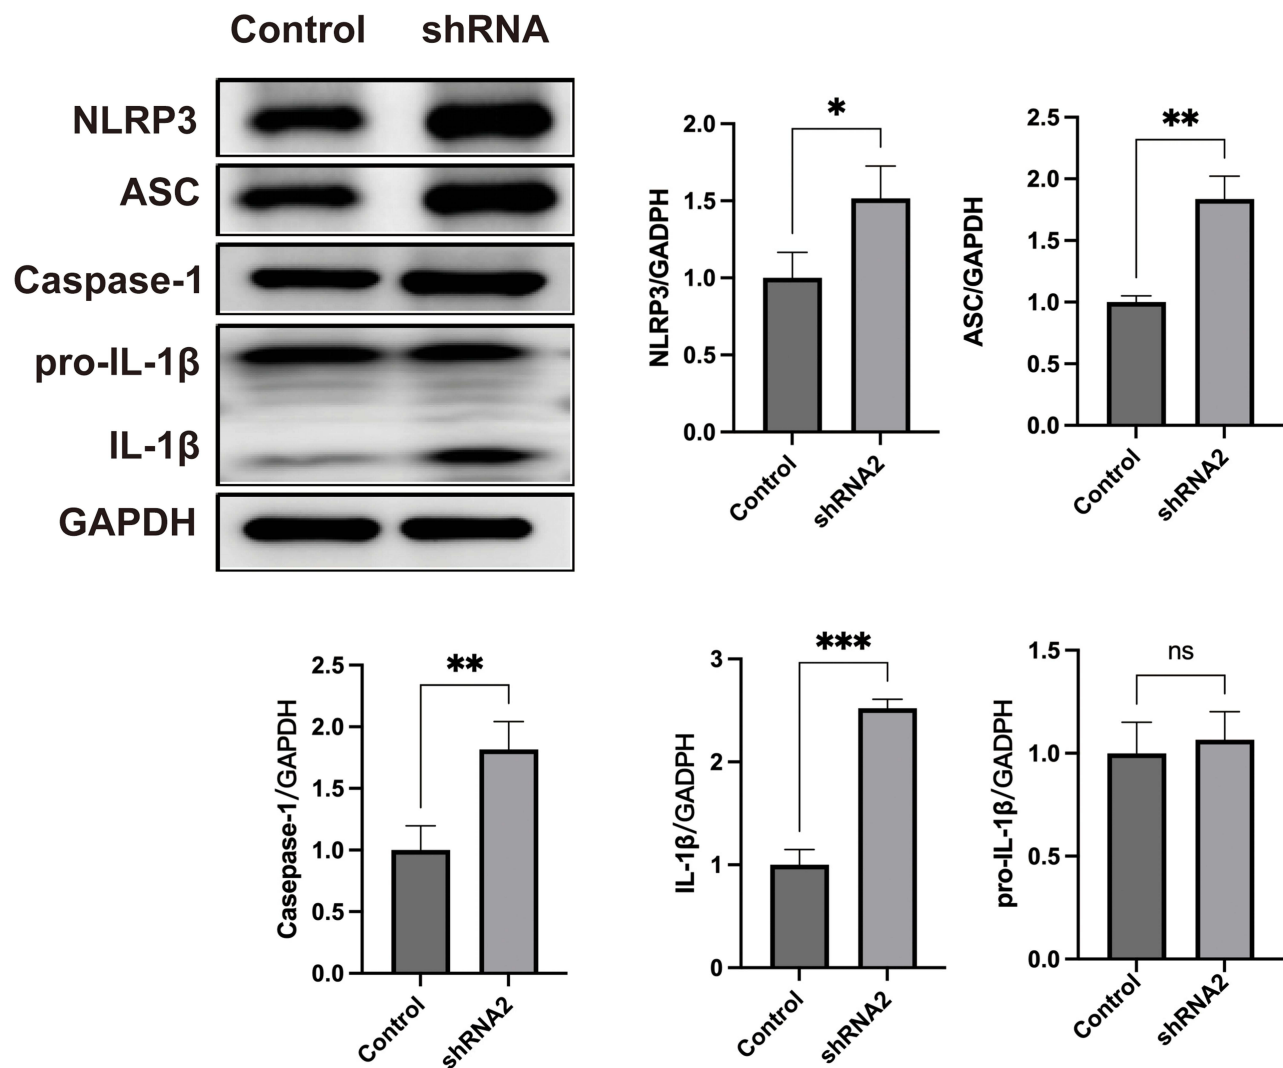 Control shRNA
NLRP3
ASC
Caspase-1
pro-IL-1β
IL-1β
GAPDH
*
2.0
1.5
1.0
0.5
0.0
NLRP3/GADPH
Control
shRNA2
**
2.5
2.0
1.5
1.0
0.5
0.0
ASC/GAPDH
Control
shRNA2
**
2.5
2.0
1.5
1.0
0.5
0.0
Casepase-1/GAPDH
Control
shRNA2
***
3
2
1
0
IL-1β/GADPH
Control
shRNA2
ns
1.5
1.0
0.5
0.0
pro-IL-1β/GADPH
Control
shRNA2